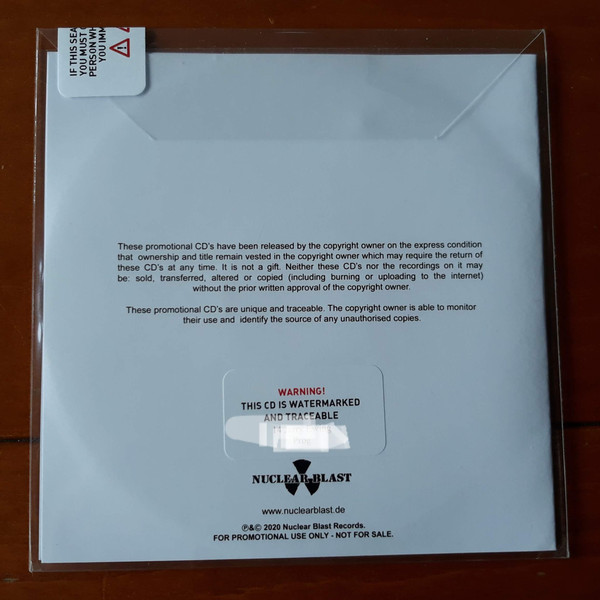 IF THIS SEA
YOU MUST
PERSON WH
YOU IMM
These promotional CD's have been released by the copyright owner on the express condition
that ownership and title remain vested in the copyright owner which may require the return of
these CD's at any time. It is not a gift. Neither these CD's nor the recordings on it may
be: sold, transferred, altered or copied (including burning or uploading to the internet)
without the prior written approval of the copyright owner.
These promotional CD's are unique and traceable. The copyright owner is able to monitor
their use and identify the source of any unauthorised copies.
WARNING!
THIS CD IS WATERMARKED
AND TRACEABLE
NUCLEAR BLAST
www.nuclearblast.de
℗&© 2020 Nuclear Blast Records.
FOR PROMOTIONAL USE ONLY - NOT FOR SALE.